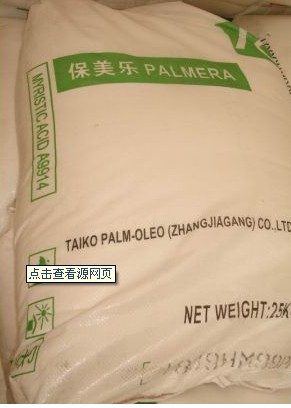 保美乐 PALMERA
MYRISTIC ACID A9914
TAIKO PALM-OLEO (ZHANGJIAGANG) CO.,LTD
点击查看源网页
NET WEIGHT:25K